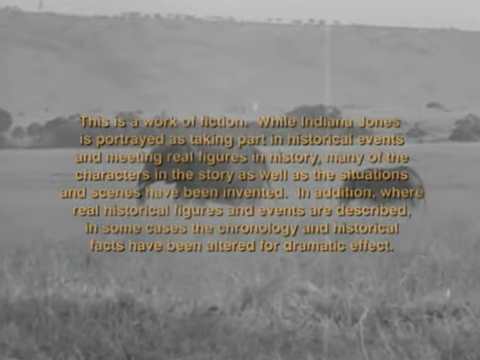 This is a work of fiction. While Indiana Jones
is portrayed as taking part in historical events
and meeting real figures in history, many of the
characters in the story as well as the situations
and scenes have been invented. In addition, where
real historical figures and events are described,
in some cases the chronology and historical
facts have been altered for dramatic effect.